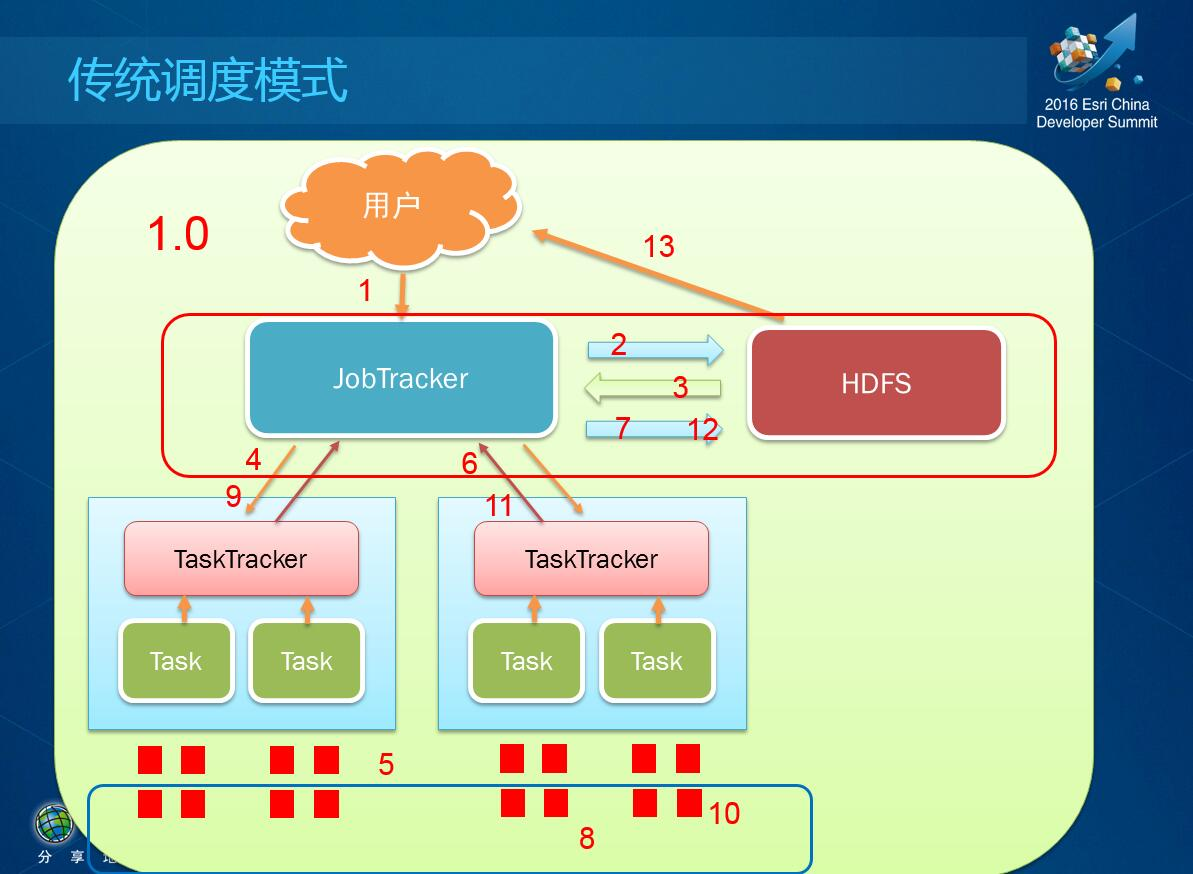 传统调度模式
2016 Esri China
Developer Summit
用户
1.0
13
1
2
JobTracker
3
HDFS
7
12
4
6
9
11
TaskTracker
TaskTracker
Task
Task
Task
Task
5
10
8
分 享 地